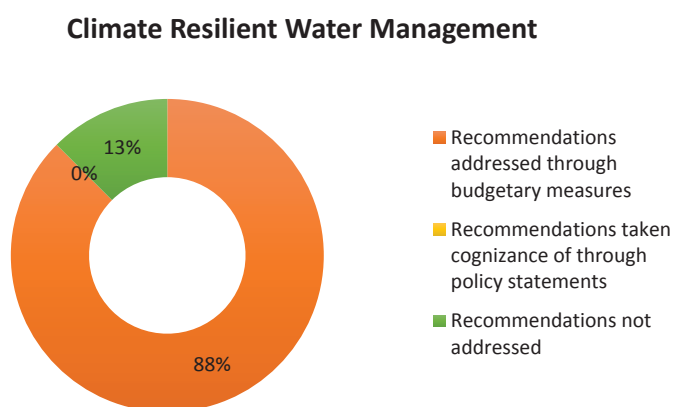 Climate Resilient Water Management
13%
0%
88%
Recommendations
addressed through
budgetary measures
Recommendations taken
cognizance of through
policy statements
Recommendations not
addressed